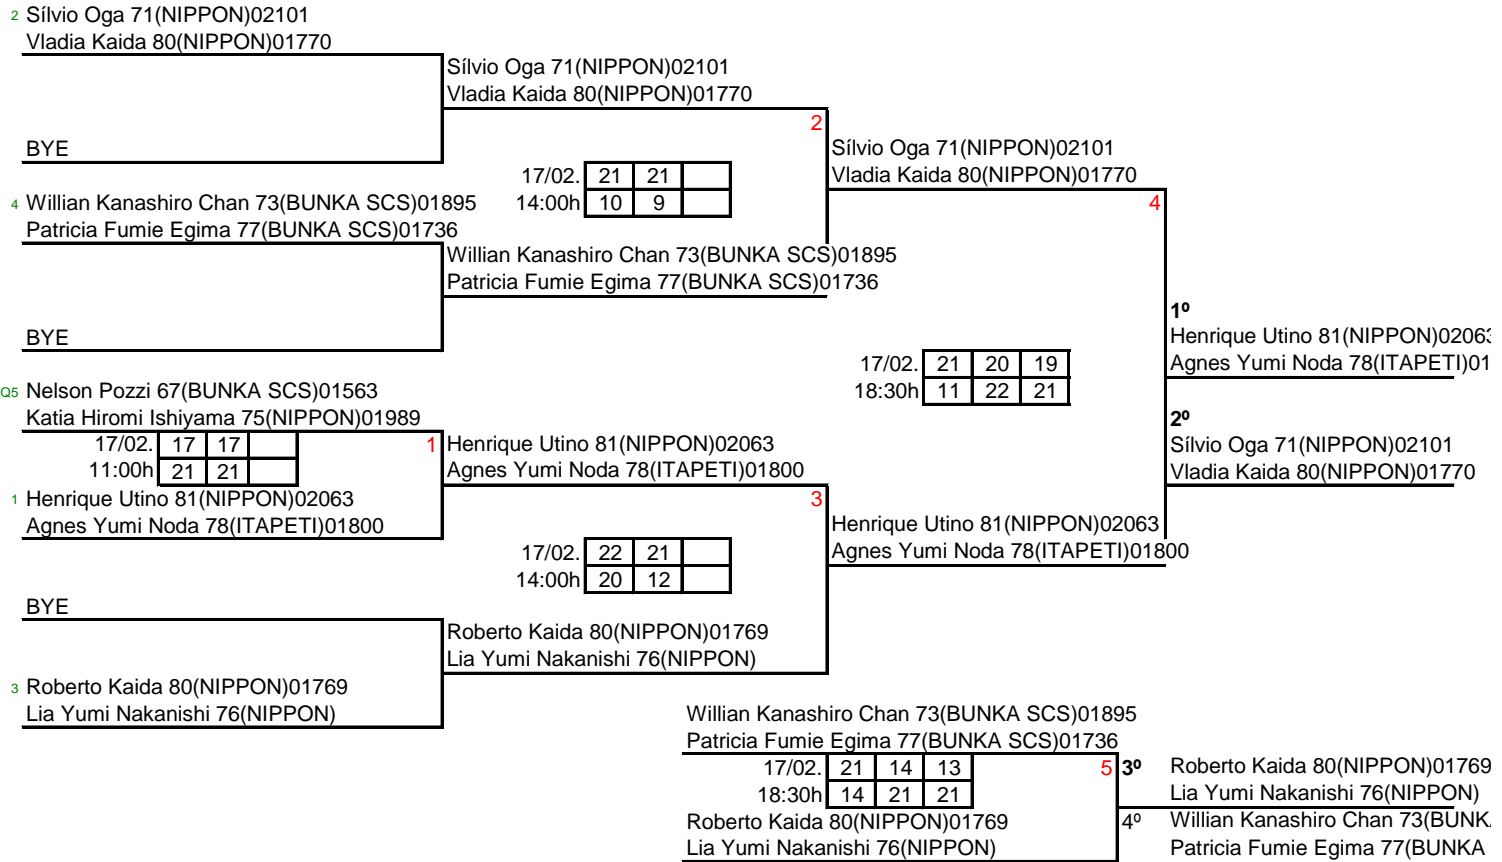 2 Sílvio Oga 71(NIPPON)02101
Vladia Kaida 80(NIPPON)01770
Sílvio Oga 71(NIPPON)02101
Vladia Kaida 80(NIPPON)01770
2
BYE
Sílvio Oga 71(NIPPON)02101
Vladia Kaida 80(NIPPON)01770
17/02. 21 21
14:00h 10 9
4 Willian Kanashiro Chan 73(BUNKA SCS)01895
Patricia Fumie Egima 77(BUNKA SCS)01736
4
Willian Kanashiro Chan 73(BUNKA SCS)01895
Patricia Fumie Egima 77(BUNKA SCS)01736
BYE
1º
Henrique Utino 81(NIPPON)02063
Agnes Yumi Noda 78(ITAPETI)01
17/02. 21 20 19
18:30h 11 22 21
Q5 Nelson Pozzi 67(BUNKA SCS)01563
Katia Hiromi Ishiyama 75(NIPPON)01989
17/02. 17 17
11:00h 21 21
1
Henrique Utino 81(NIPPON)02063
Agnes Yumi Noda 78(ITAPETI)01800
2º
Sílvio Oga 71(NIPPON)02101
Vladia Kaida 80(NIPPON)01770
1 Henrique Utino 81(NIPPON)02063
Agnes Yumi Noda 78(ITAPETI)01800
3
Henrique Utino 81(NIPPON)02063
Agnes Yumi Noda 78(ITAPETI)01800
17/02. 22 21
14:00h 20 12
BYE
Roberto Kaida 80(NIPPON)01769
Lia Yumi Nakanishi 76(NIPPON)
3 Roberto Kaida 80(NIPPON)01769
Lia Yumi Nakanishi 76(NIPPON)
Willian Kanashiro Chan 73(BUNKA SCS)01895
Patricia Fumie Egima 77(BUNKA SCS)01736
17/02. 21 14 13
18:30h 14 21 21
5
Roberto Kaida 80(NIPPON)01769
Lia Yumi Nakanishi 76(NIPPON)
3º Roberto Kaida 80(NIPPON)01769
Lia Yumi Nakanishi 76(NIPPON)
4º Willian Kanashiro Chan 73(BUNK
Patricia Fumie Egima 77(BUNKA